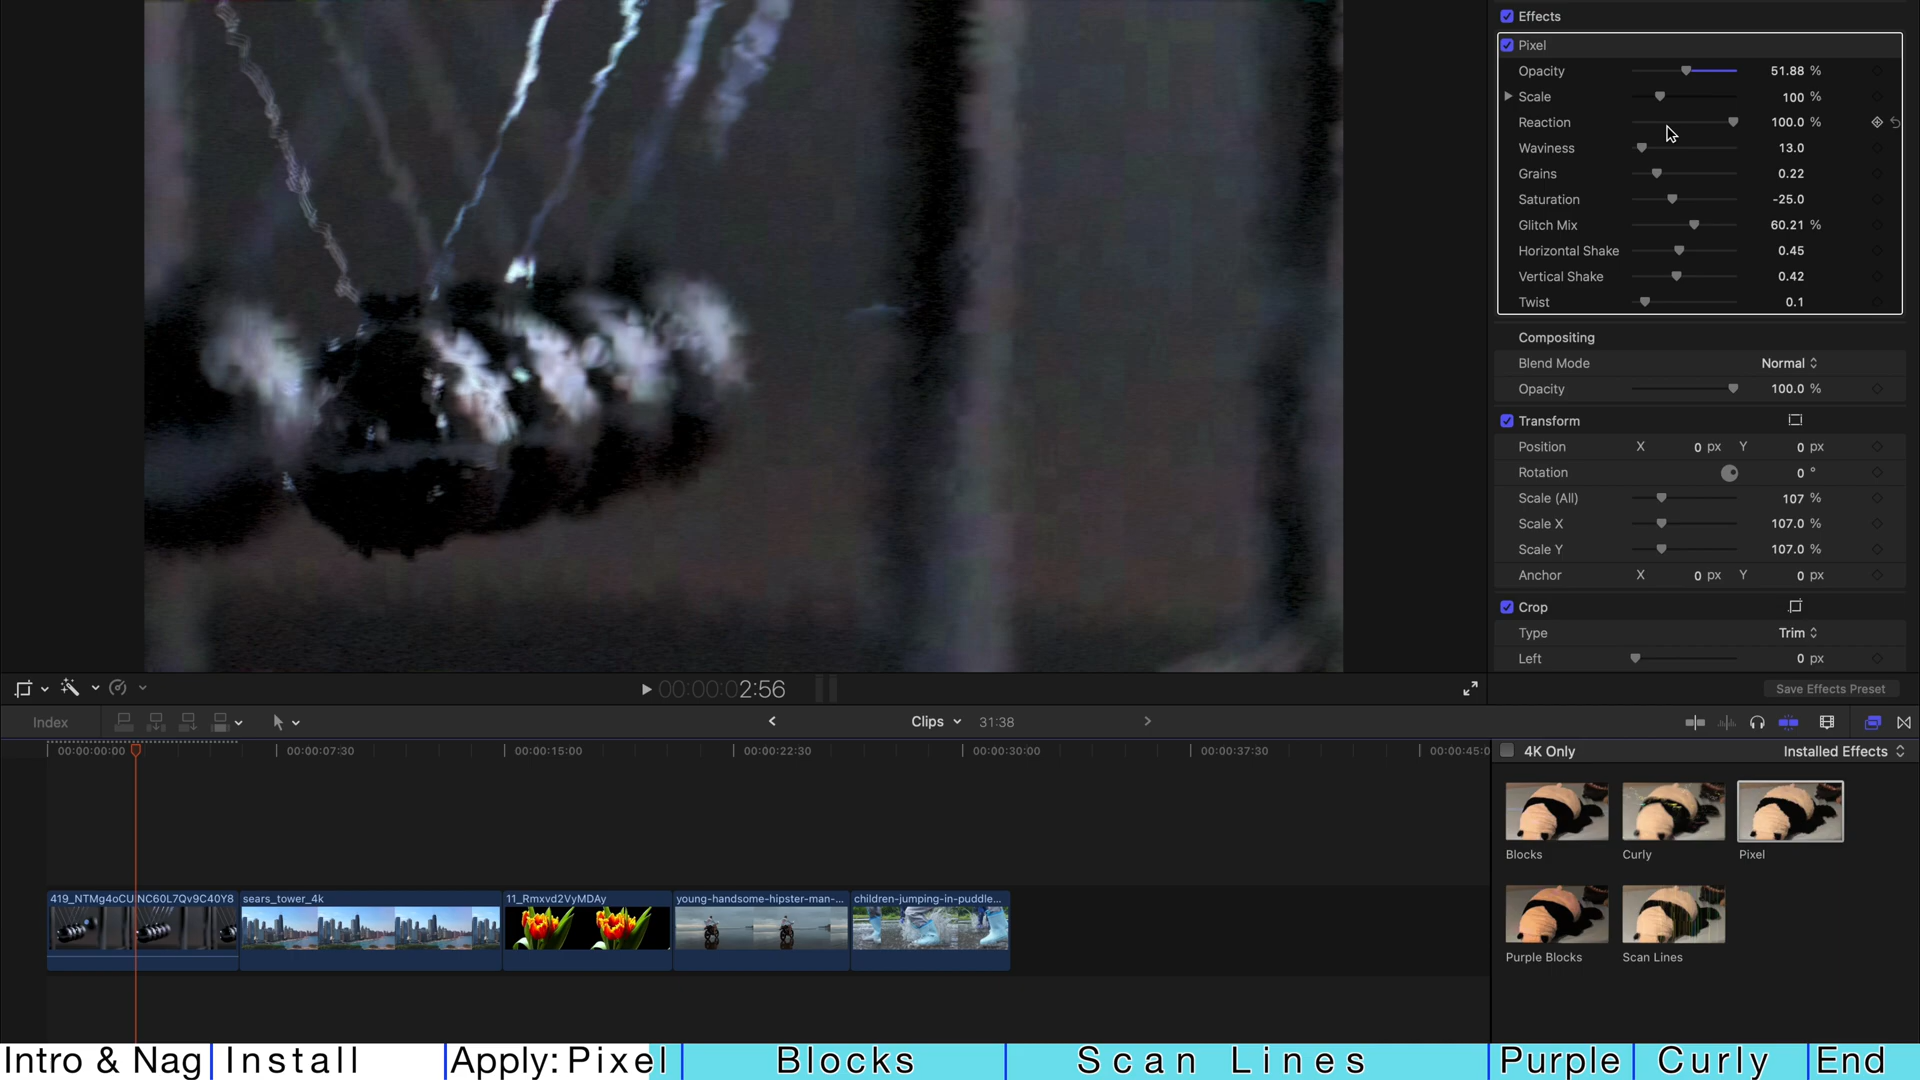 Effects
Pixel
Opacity 51.88 %
Scale 100 %
Reaction 100.0 %
Waviness 13.0
Grains 0.22
Saturation -25.0
Glitch Mix 60.21 %
Horizontal Shake 0.45
Vertical Shake 0.42
Twist 0.1
Compositing
Blend Mode Normal
Opacity 100.0 %
Transform
Position X 0 px Y 0 px
Rotation 0 °
Scale (All) 107 %
Scale X 107.0 %
Scale Y 107.0 %
Anchor X 0 px Y 0 px
Crop
Type Trim
Left 0 px
00:00:02:56
Save Effects Preset
Index
Clips 31:38
00:00:00:00 00:00:07:30 00:00:15:00 00:00:22:30 00:00:30:00 00:00:37:30 00:00:45:0
4K Only Installed Effects
Blocks Curly Pixel
419_NTMg4oCUINC60L7Qv9C40Y8 sears_tower_4k 11_Rmxvd2VyMDAy young-handsome-hipster-man-... children-jumping-in-puddle...
Purple Blocks Scan Lines
Intro & Nag Install Apply: Pixel Blocks Scan Lines Purple Curly End